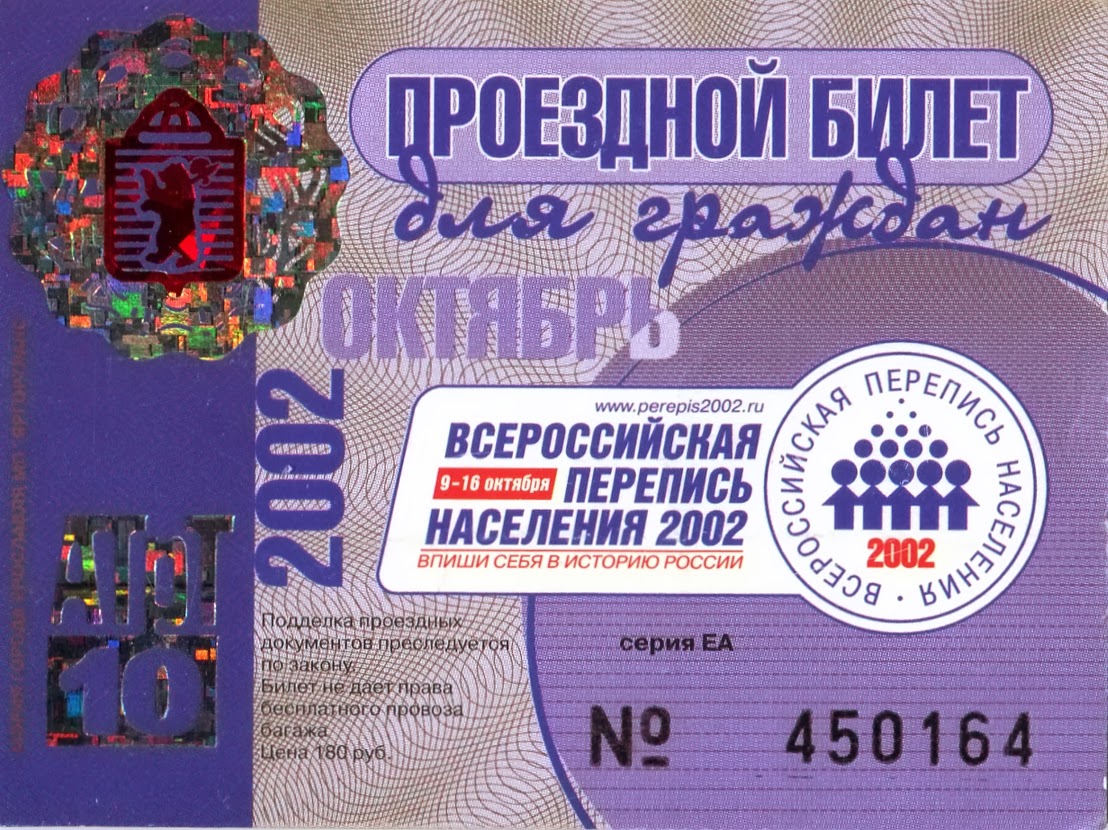 ПРОЕЗДНОЙ БИЛЕТ
для граждан
ОКТЯБРЬ
2002
www.perepis2002.ru
ВСЕРОССИЙСКАЯ
9-16 октября ПЕРЕПИСЬ
НАСЕЛЕНИЯ 2002
ВПИШИ СЕБЯ В ИСТОРИЮ РОССИИ
ВСЕРОССИЙСКАЯ ПЕРЕПИСЬ НАСЕЛЕНИЯ •
2002
10
Подделка проездных
документов преследуется
по закону.
Билет не дает права
бесплатного провоза
багажа
Цена 180 руб.
серия ЕА
№ 450164